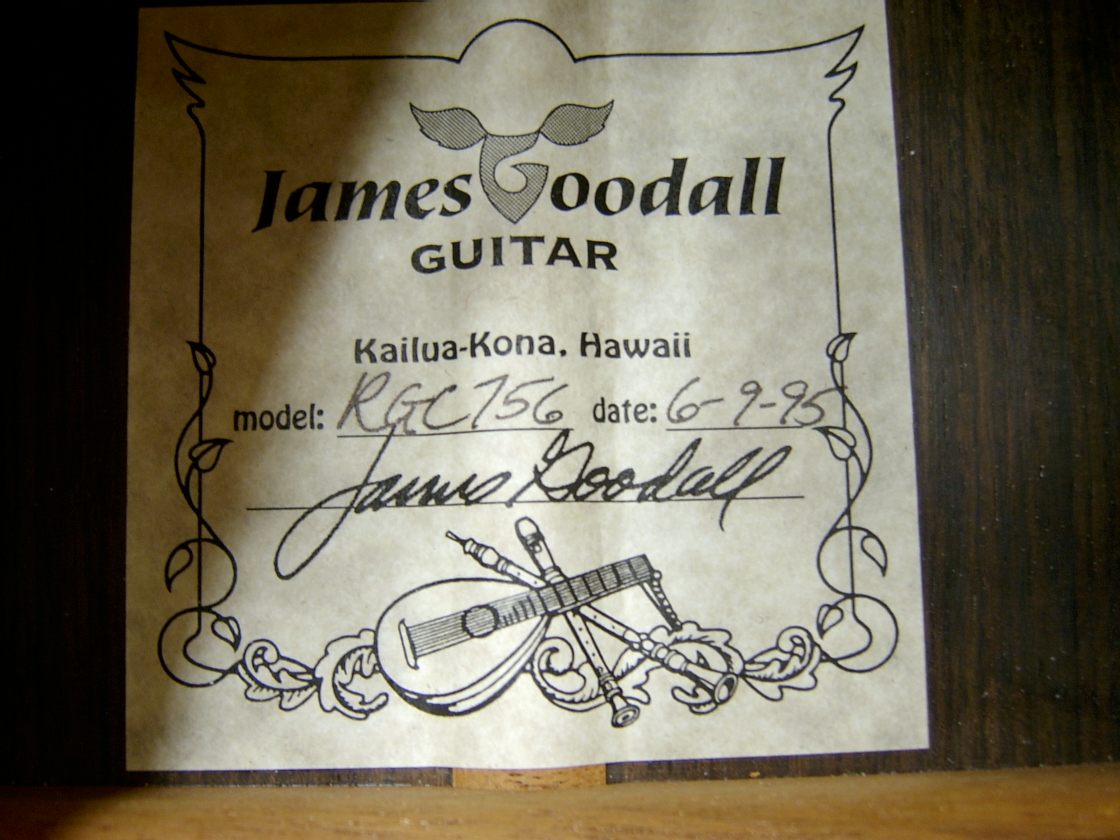 James Goodall
GUITAR
Kailua-Kona, Hawaii
model: RGC756 date: 6-9-95
James Goodall